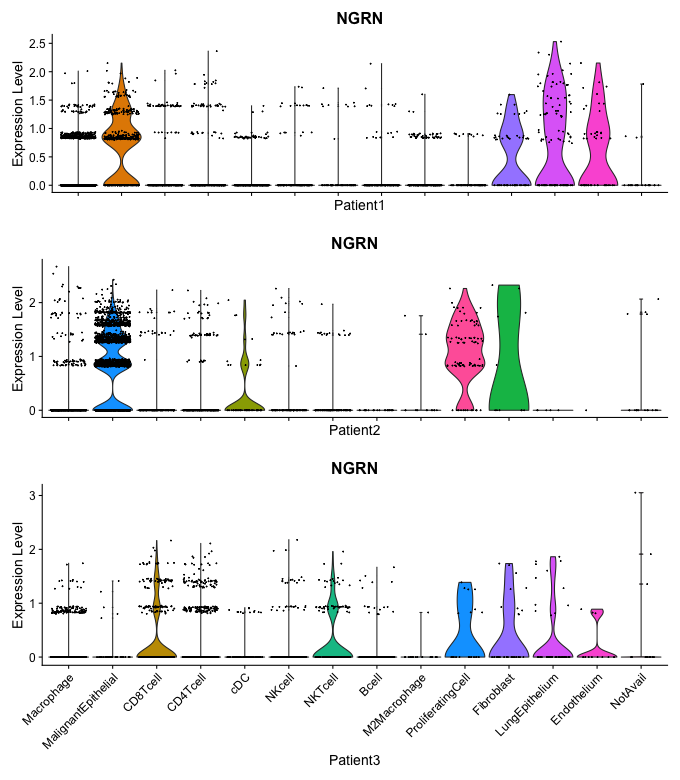 NGRN
Expression Level
2.5
2.0
1.5
1.0
0.5
0.0
Patient1
NGRN
Expression Level
2
1
0
Patient2
NGRN
Expression Level
3
2
1
0
Macrophage
MalignantEpithelial
CD8Tcell
CD4Tcell
cDC
NKcell
NKTcell
Bcell
M2Macrophage
ProliferatingCell
Fibroblast
LungEpithelium
Endothelium
NotAvail
Patient3